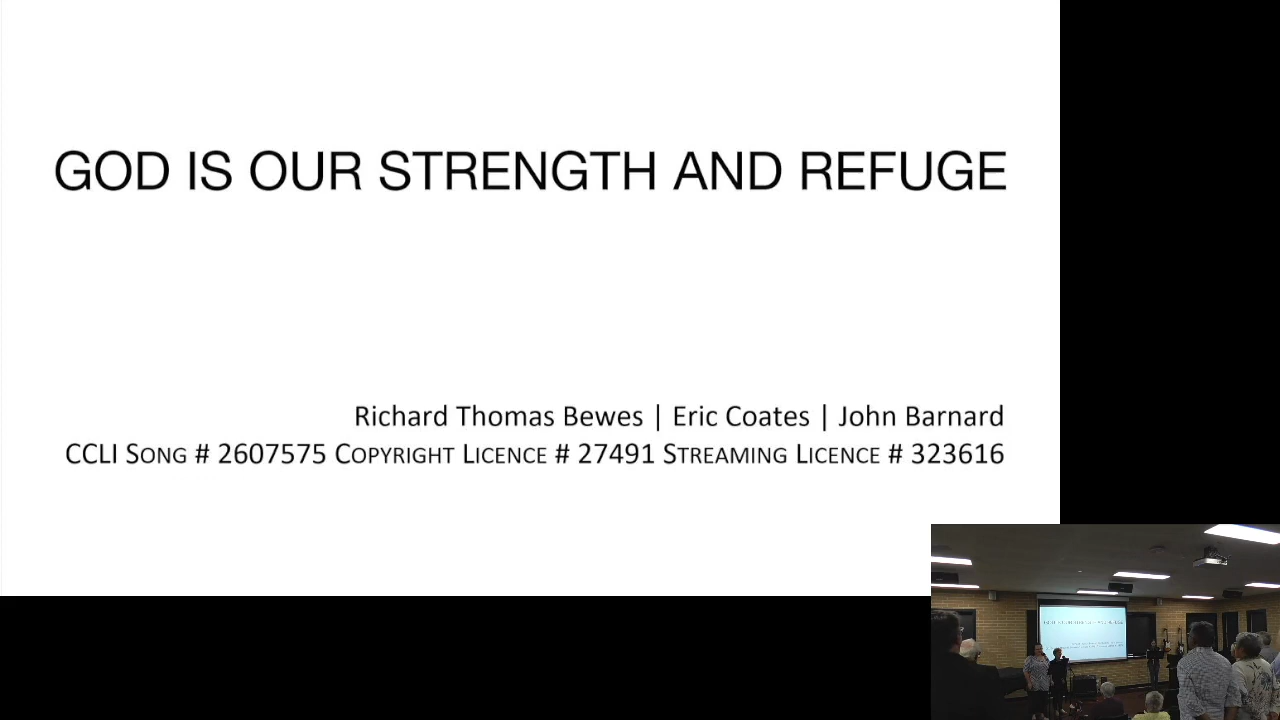 GOD IS OUR STRENGTH AND REFUGE
Richard Thomas Bewes | Eric Coates | John Barnard
CCLI SONG # 2607575 COPYRIGHT LICENCE # 27491 STREAMING LICENCE # 323616